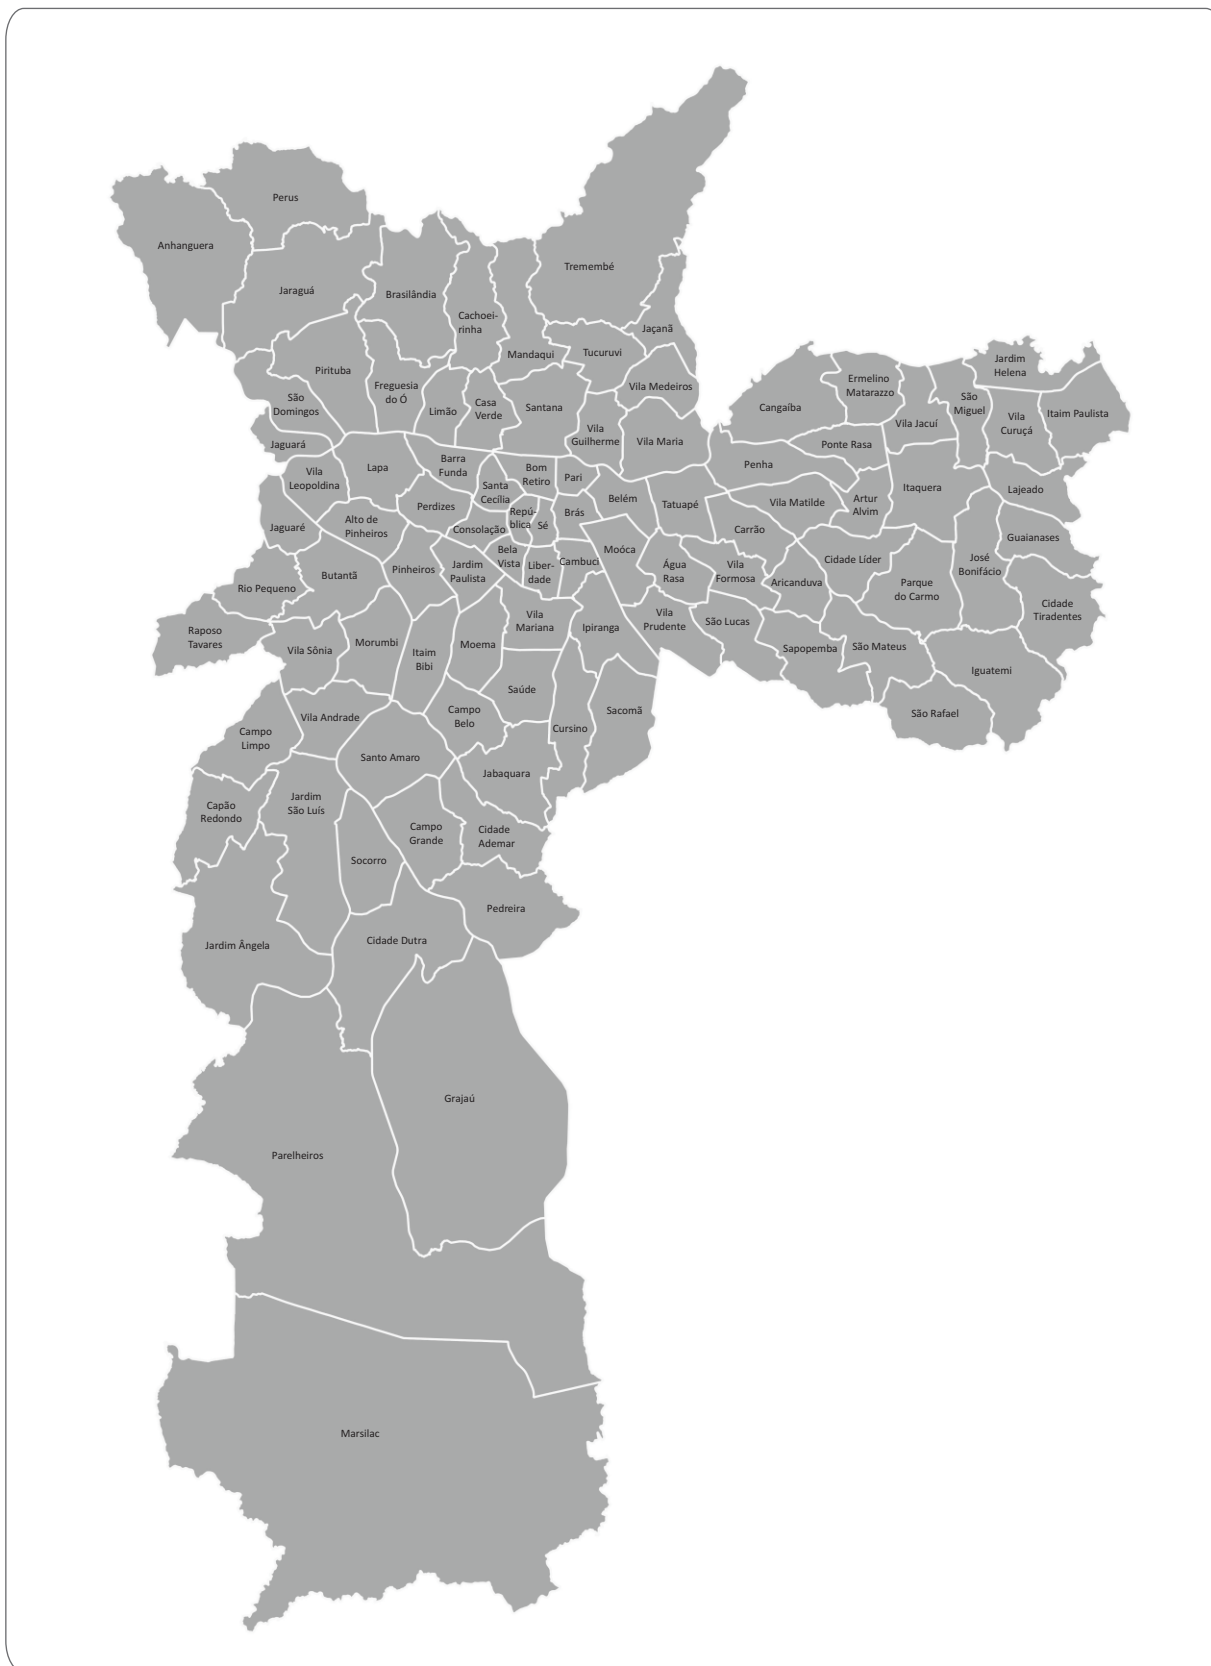 Perus
Anhanguera
Tremembé
Jaraguá
Brasilândia
Cachoei-
rinha
Jaçanã
Mandaqui
Tucuruvi
Pirituba
Freguesia
do Ó
Vila Medeiros
São
Domingos
Limão
Casa
Verde
Santana
Vila
Guilherme
Vila Maria
Jaguará
Cangaíba
Ermelino
Matarazzo
Vila Jacuí
São
Miguel
Jardim
Helena
Vila
Curuçá
Itaim Paulista
Ponte Rasa
Penha
Vila
Leopoldina
Lapa
Barra
Funda
Bom
Retiro
Pari
Santa
Cecília
Perdizes
Belém
Tatuapé
Vila Matilde
Artur
Alvim
Itaquera
Lajeado
Jaguaré
Alto de
Pinheiros
Consolação
Repú-
blica
Sé
Brás
Carrão
Guaianases
Rio Pequeno
Butantã
Pinheiros
Jardim
Paulista
Bela
Vista
Liber-
dade
Cambuci
Moóca
Água
Rasa
Vila
Formosa
Aricanduva
Cidade Líder
Parque
do Carmo
José
Bonifácio
Cidade
Tiradentes
Raposo
Tavares
Vila Sônia
Morumbi
Itaim
Bibi
Moema
Vila
Mariana
Ipiranga
Vila
Prudente
São Lucas
Sapopemba
São Mateus
Iguatemi
São Rafael
Saúde
Campo
Limpo
Vila Andrade
Campo
Belo
Cursino
Sacomã
Santo Amaro
Jabaquara
Capão
Redondo
Jardim
São Luís
Campo
Grande
Cidade
Ademar
Socorro
Pedreira
Jardim Ângela
Cidade Dutra
Grajaú
Parelheiros
Marsilac